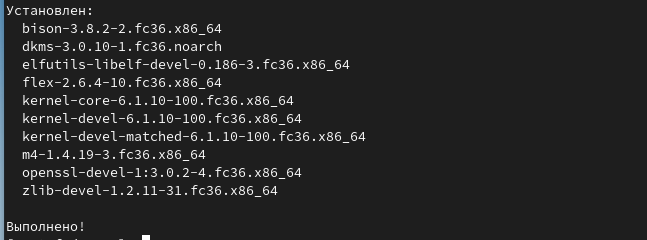 Установлен:
bison-3.8.2-2.fc36.x86_64
dkms-3.0.10-1.fc36.noarch
elfutils-libelf-devel-0.186-3.fc36.x86_64
flex-2.6.4-10.fc36.x86_64
kernel-core-6.1.10-100.fc36.x86_64
kernel-devel-6.1.10-100.fc36.x86_64
kernel-devel-matched-6.1.10-100.fc36.x86_64
m4-1.4.19-3.fc36.x86_64
openssl-devel-1:3.0.2-4.fc36.x86_64
zlib-devel-1.2.11-31.fc36.x86_64
Выполнено!